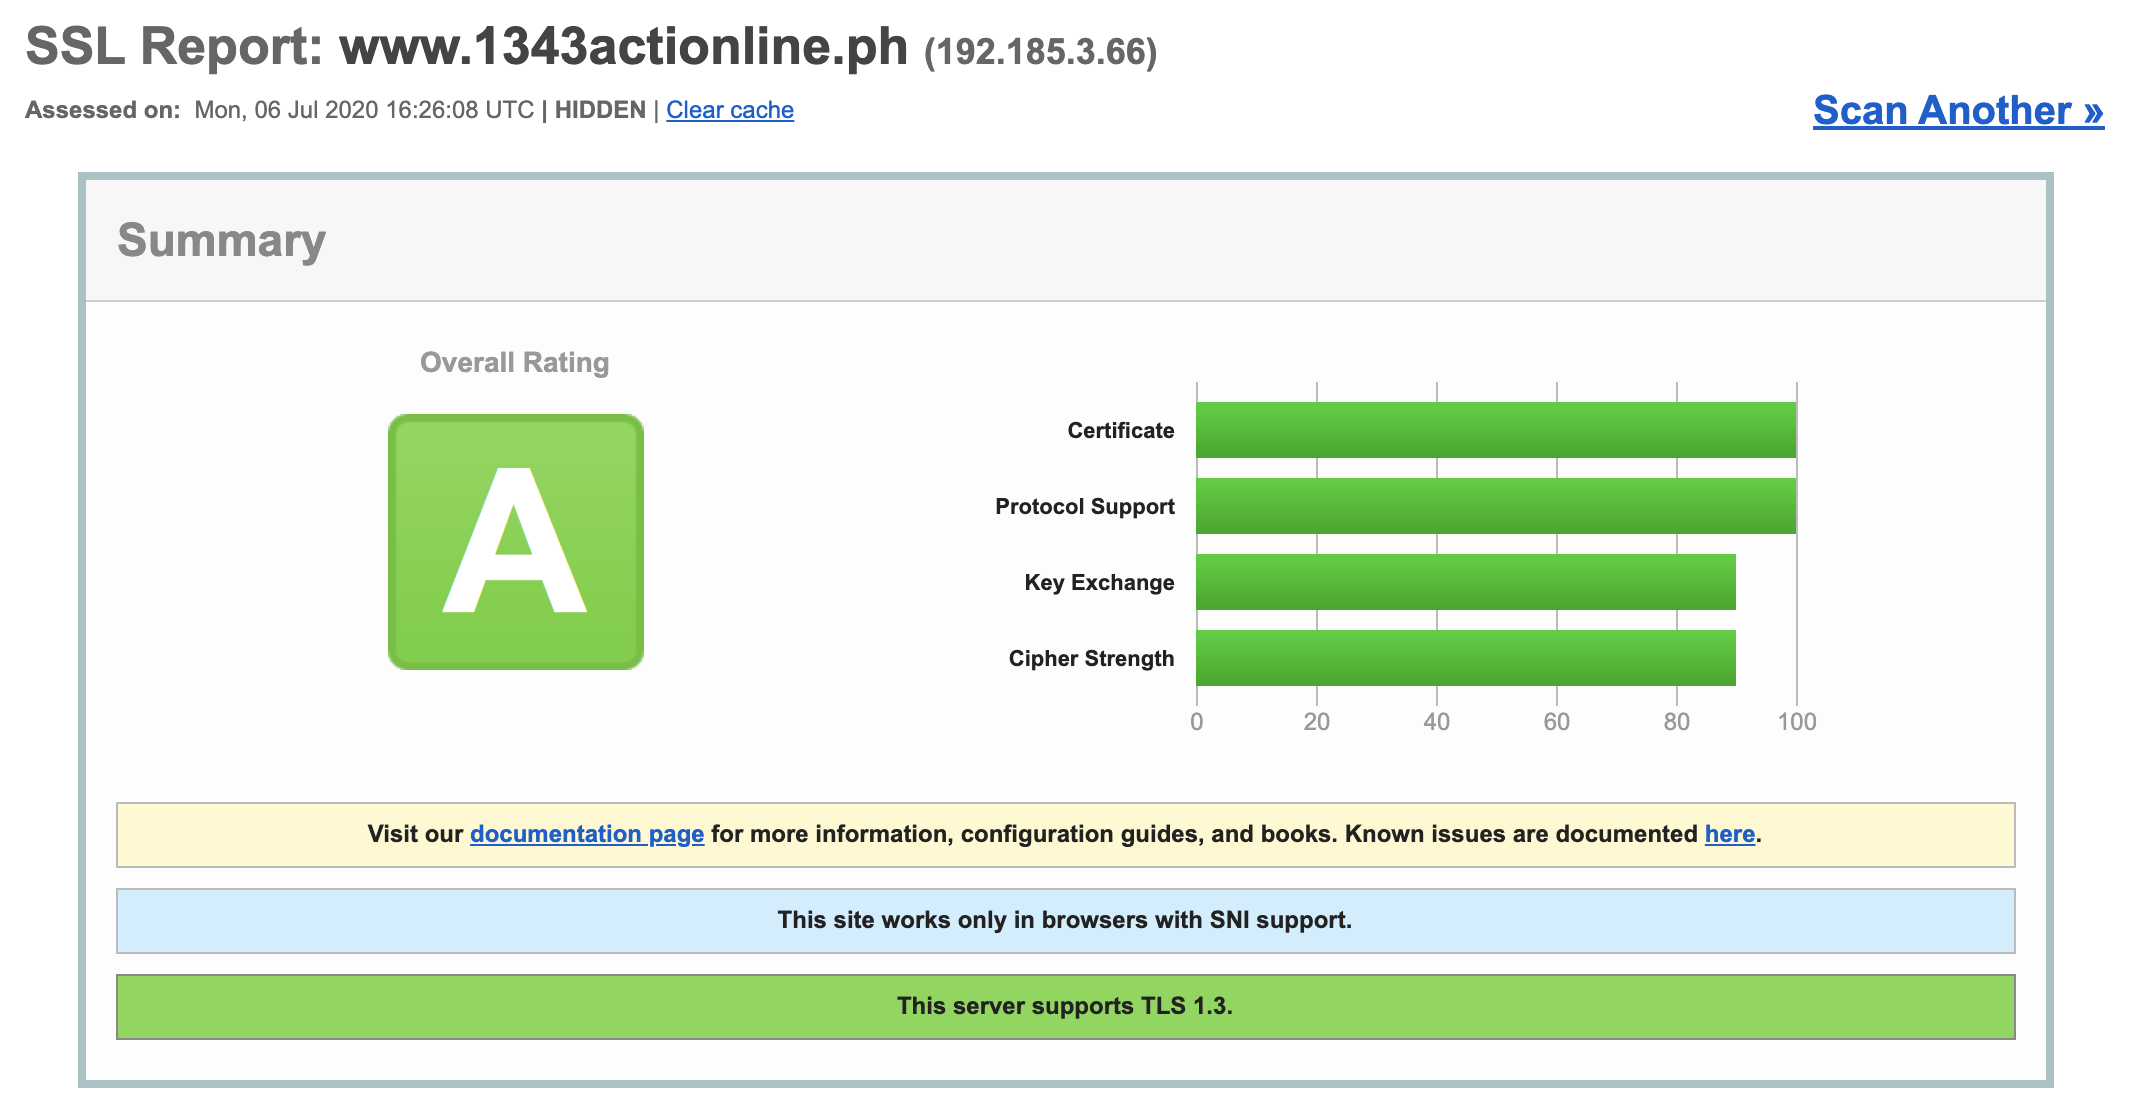 SSL Report: www.1343actionline.ph (192.185.3.66)
Assessed on: Mon, 06 Jul 2020 16:26:08 UTC | HIDDEN | Clear cache
Scan Another »
Summary
Overall Rating
A
Certificate
Protocol Support
Key Exchange
Cipher Strength
0 20 40 60 80 100
Visit our documentation page for more information, configuration guides, and books. Known issues are documented here.
This site works only in browsers with SNI support.
This server supports TLS 1.3.